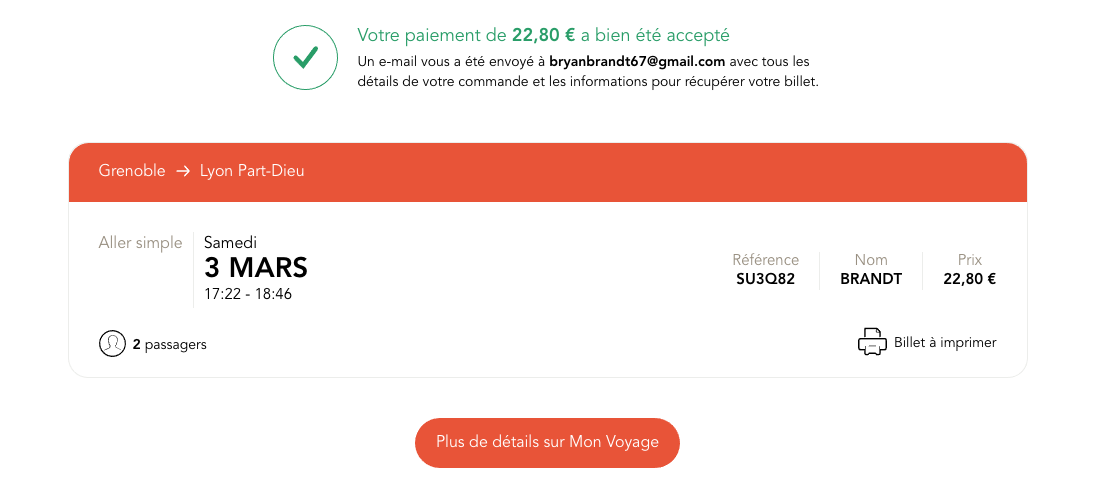 Votre paiement de 22,80 € a bien été accepté
Un e-mail vous a été envoyé à bryanbrandt67@gmail.com avec tous les
détails de votre commande et les informations pour récupérer votre billet.
Grenoble → Lyon Part-Dieu
Aller simple
Samedi
3 MARS
17:22 - 18:46
Référence
SU3Q82
Nom
BRANDT
Prix
22,80 €
2 passagers
Billet à imprimer
Plus de détails sur Mon Voyage